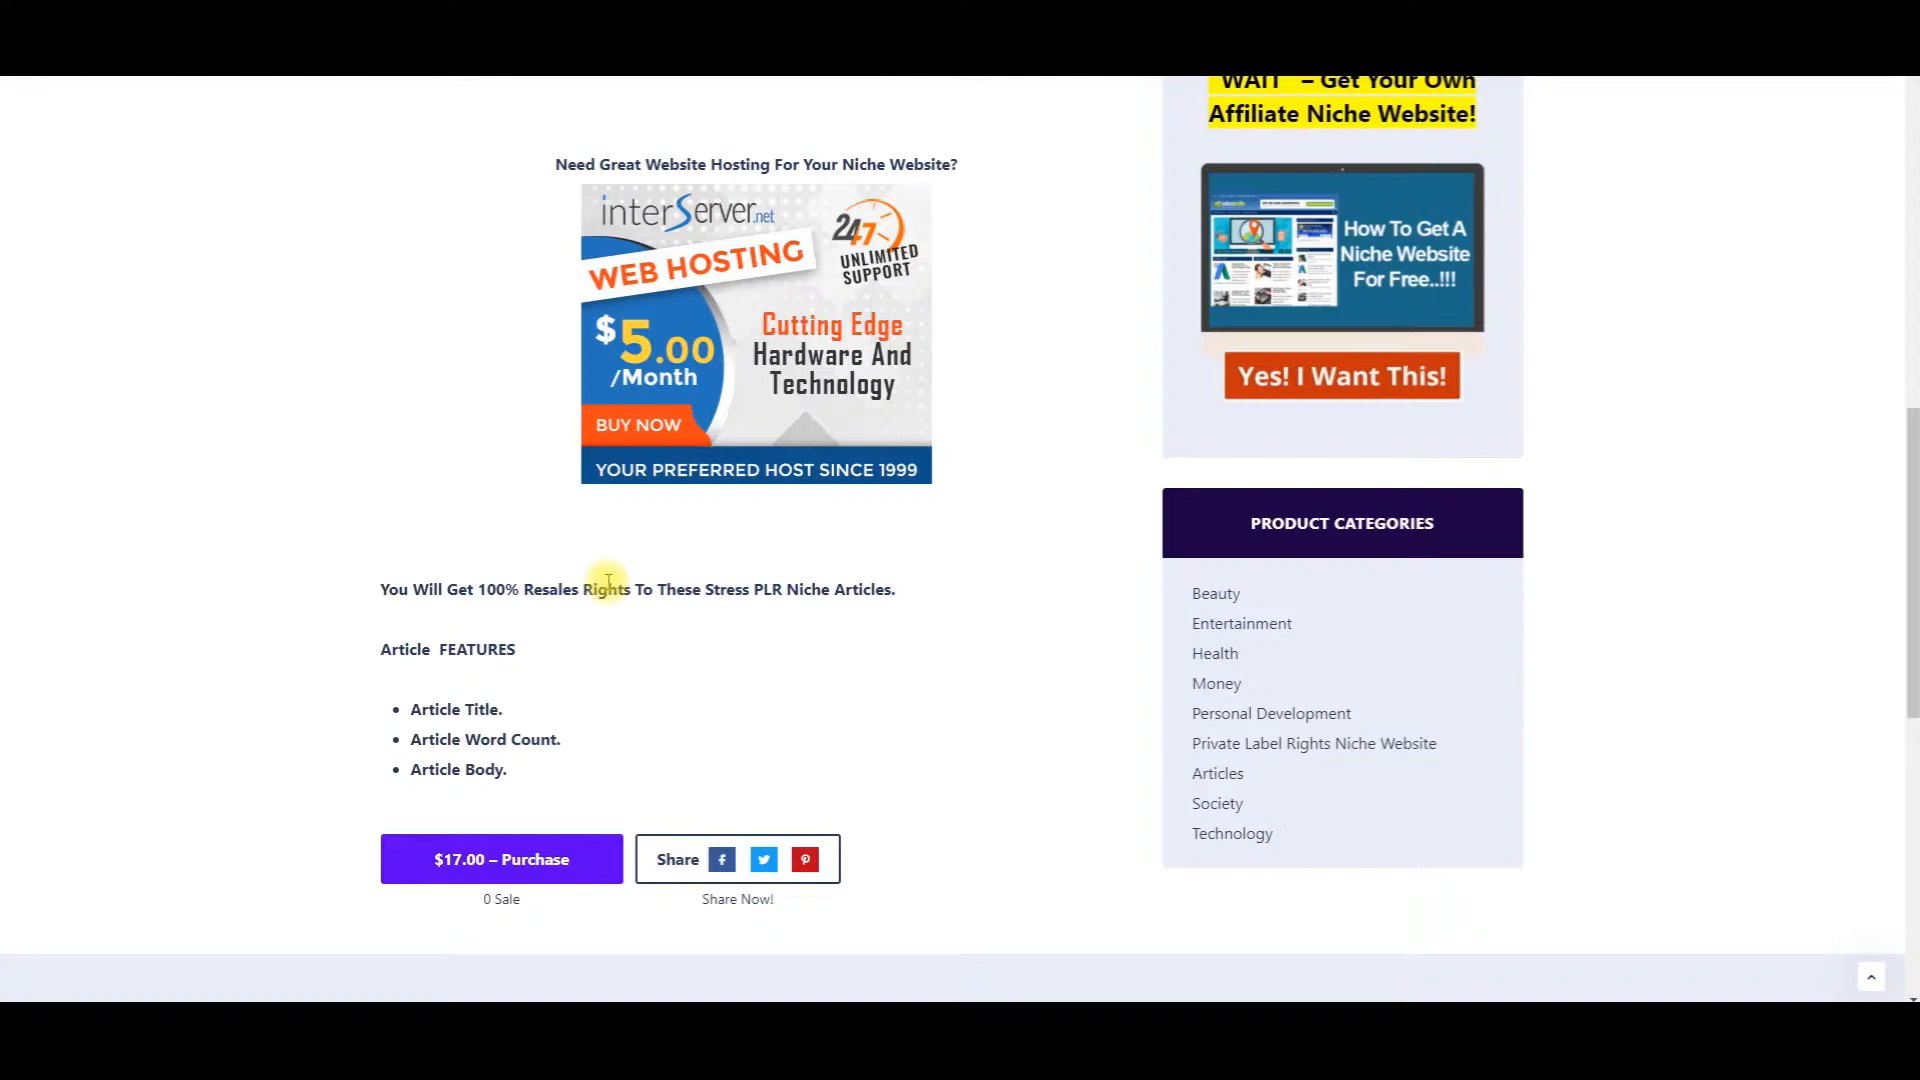 "WAIT" – Get Your Own
Affiliate Niche Website!
Need Great Website Hosting For Your Niche Website?
interServer.net
24/7
UNLIMITED
SUPPORT
WEB HOSTING
$5.00
/Month
Cutting Edge
Hardware And
Technology
BUY NOW
YOUR PREFERRED HOST SINCE 1999
How To Get A
Niche Website
For Free..!!!
Yes! I Want This!
You Will Get 100% Resales Rights To These Stress PLR Niche Articles.
Article FEATURES
• Article Title.
• Article Word Count.
• Article Body.
$17.00 – Purchase
0 Sale
Share
Share Now!
PRODUCT CATEGORIES
Beauty
Entertainment
Health
Money
Personal Development
Private Label Rights Niche Website
Articles
Society
Technology